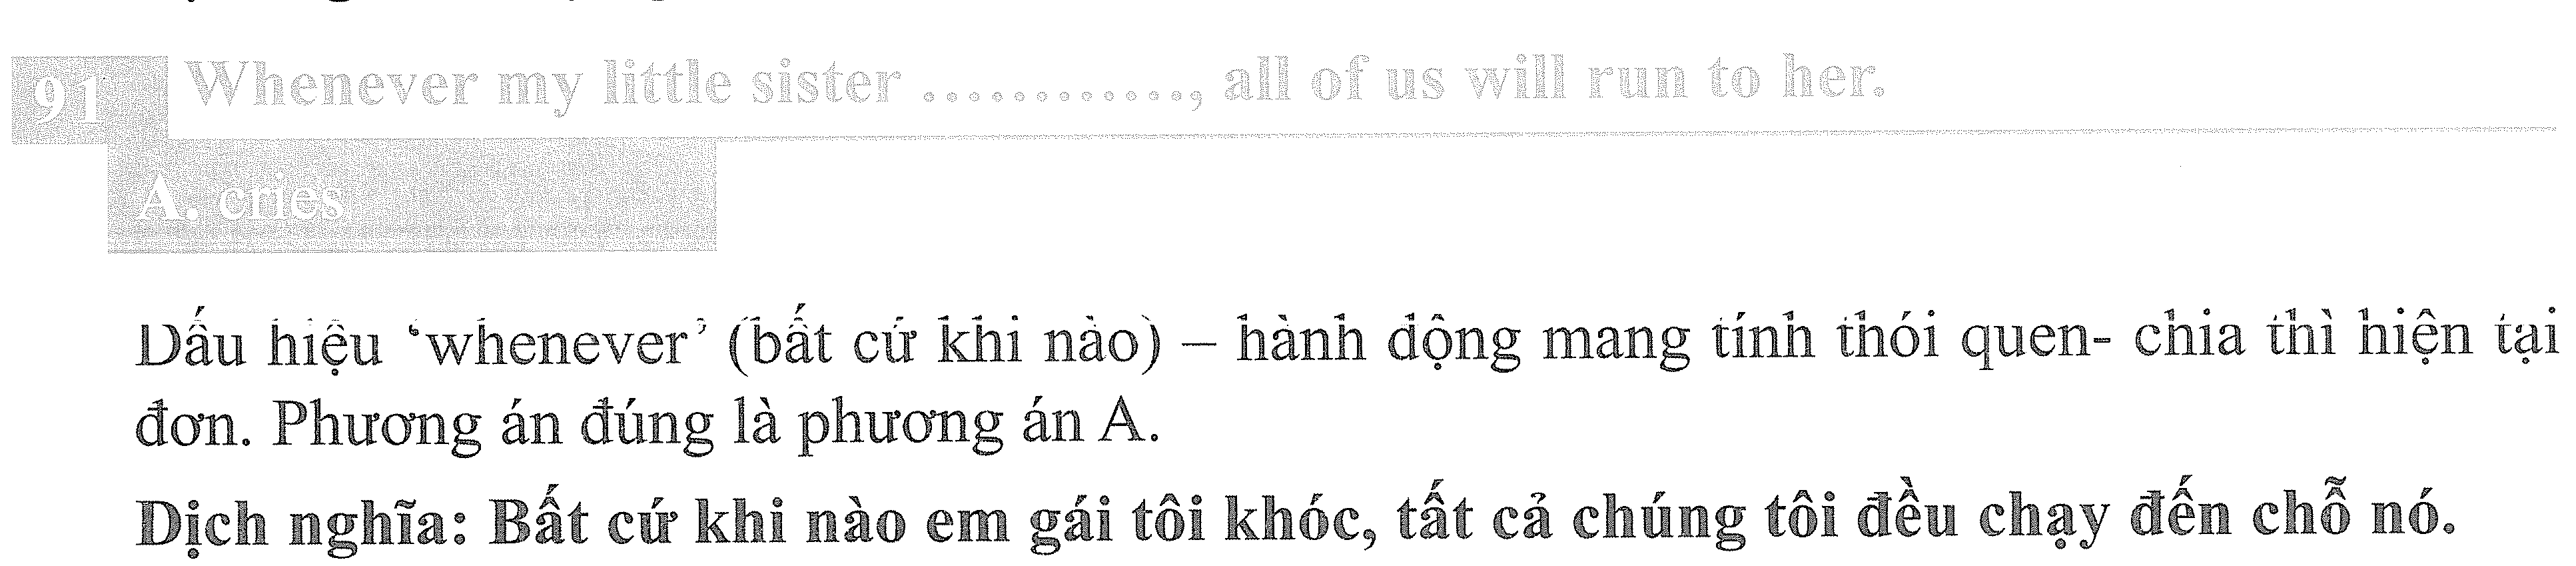 91 Whenever my little sister ............, all of us will run to her.
A. cries
Dấu hiệu ‘whenever’ (bất cứ khi nào) – hành động mang tính thói quen- chia thì hiện tại
đơn. Phương án đúng là phương án A.
Dịch nghĩa: Bất cứ khi nào em gái tôi khóc, tất cả chúng tôi đều chạy đến chỗ nó.